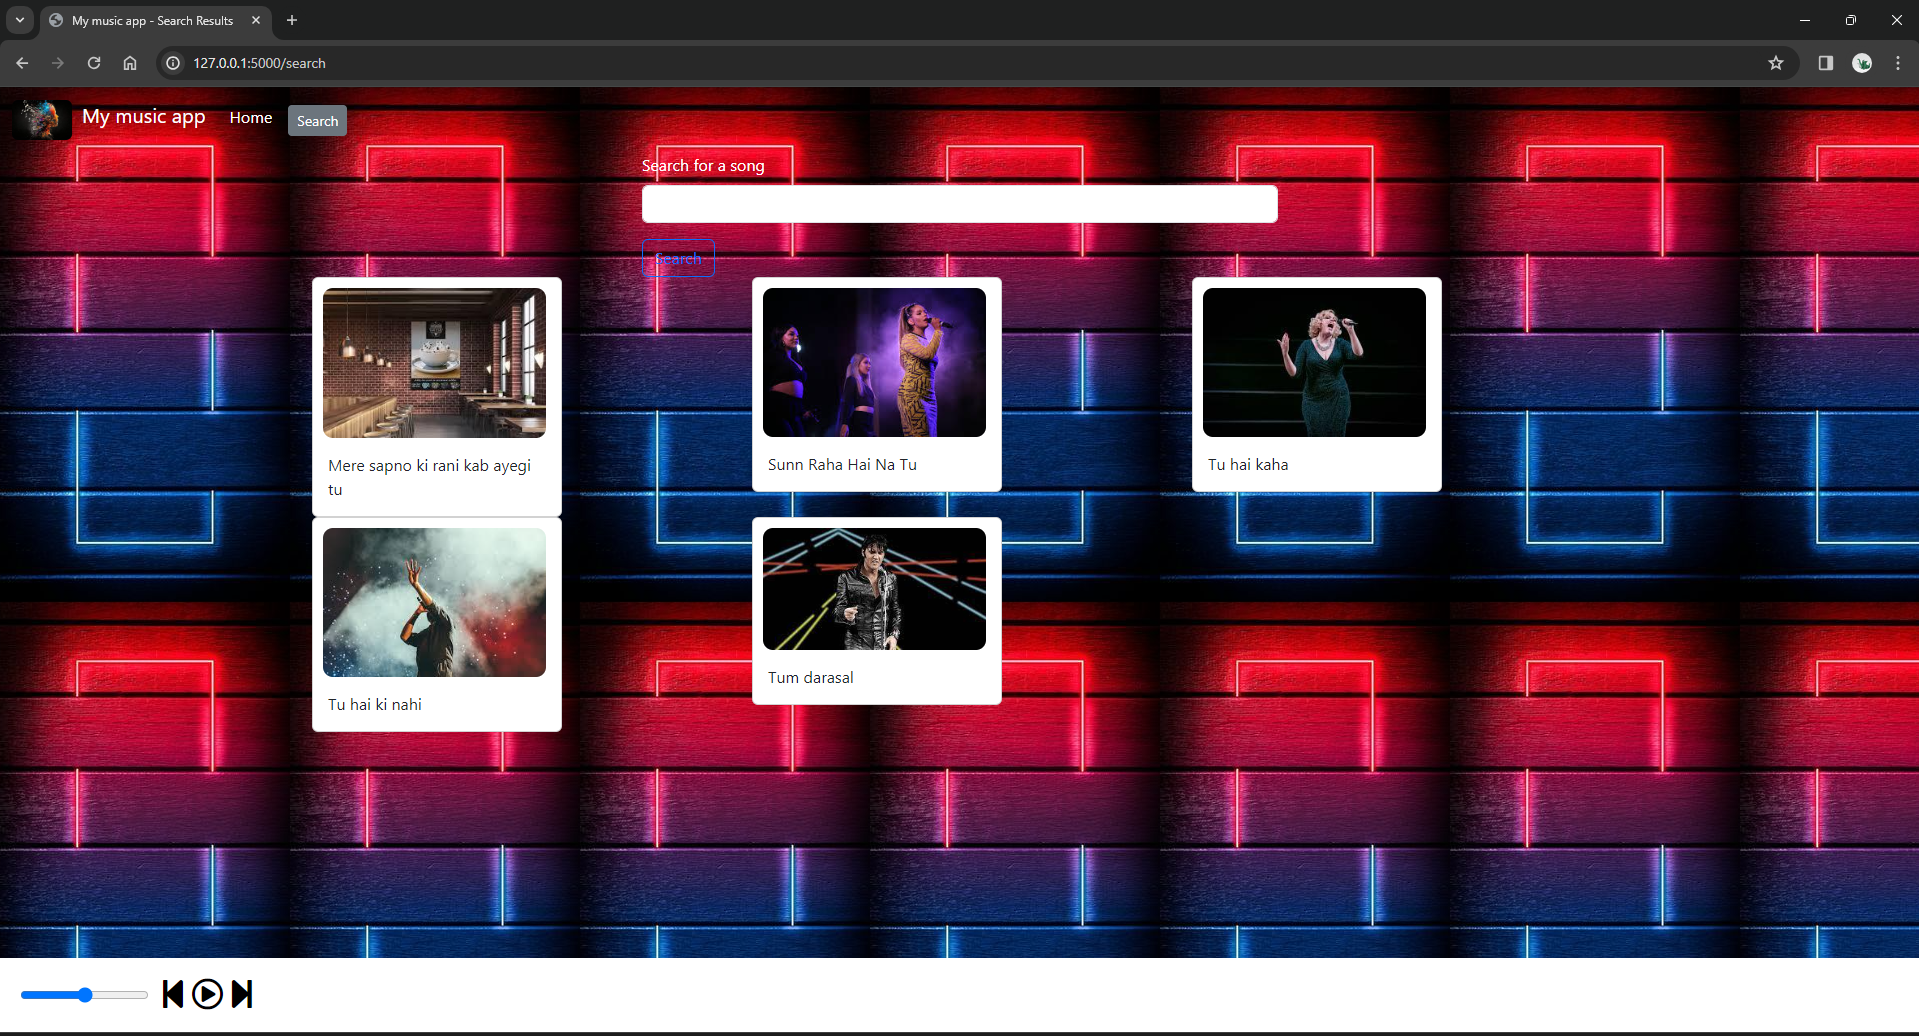 My music app - Search Results
127.0.0.1:5000/search
My music app
Home
Search
Search for a song
Search
Mere sapno ki rani kab ayegi
tu
Sunn Raha Hai Na Tu
Tu hai kaha
Tu hai ki nahi
Tum darasal